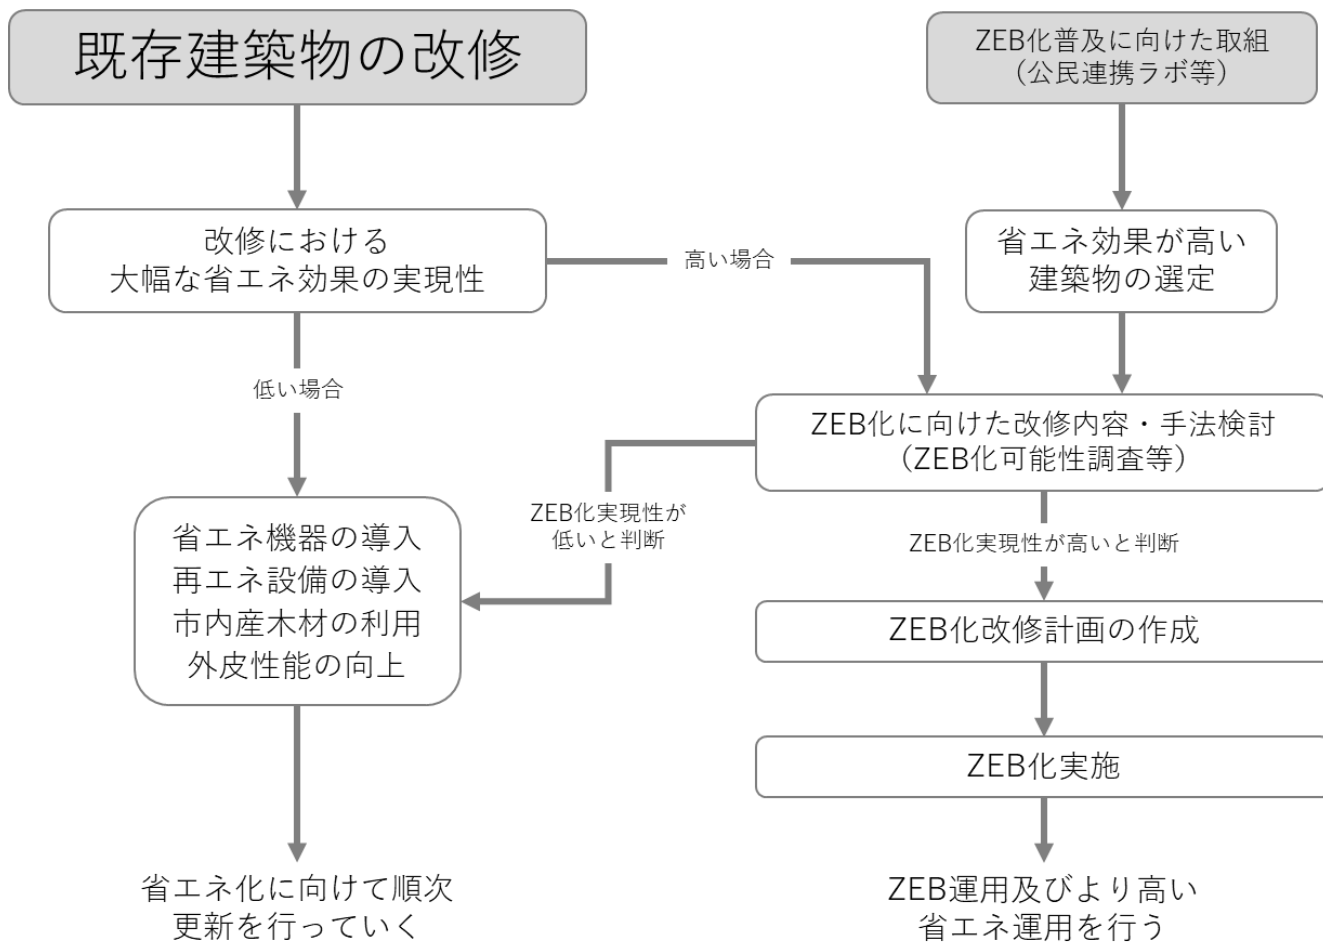 既存建築物の改修
ZEB化普及に向けた取組
（公民連携ラボ等）
改修における
大幅な省エネ効果の実現性
高い場合
省エネ効果が高い
建築物の選定
低い場合
ZEB化に向けた改修内容・手法検討
（ZEB化可能性調査等）
ZEB化実現性が
低いと判断
ZEB化実現性が高いと判断
省エネ機器の導入
再エネ設備の導入
市内産木材の利用
外皮性能の向上
ZEB化改修計画の作成
ZEB化実施
省エネ化に向けて順次
更新を行っていく
ZEB運用及びより高い
省エネ運用を行う